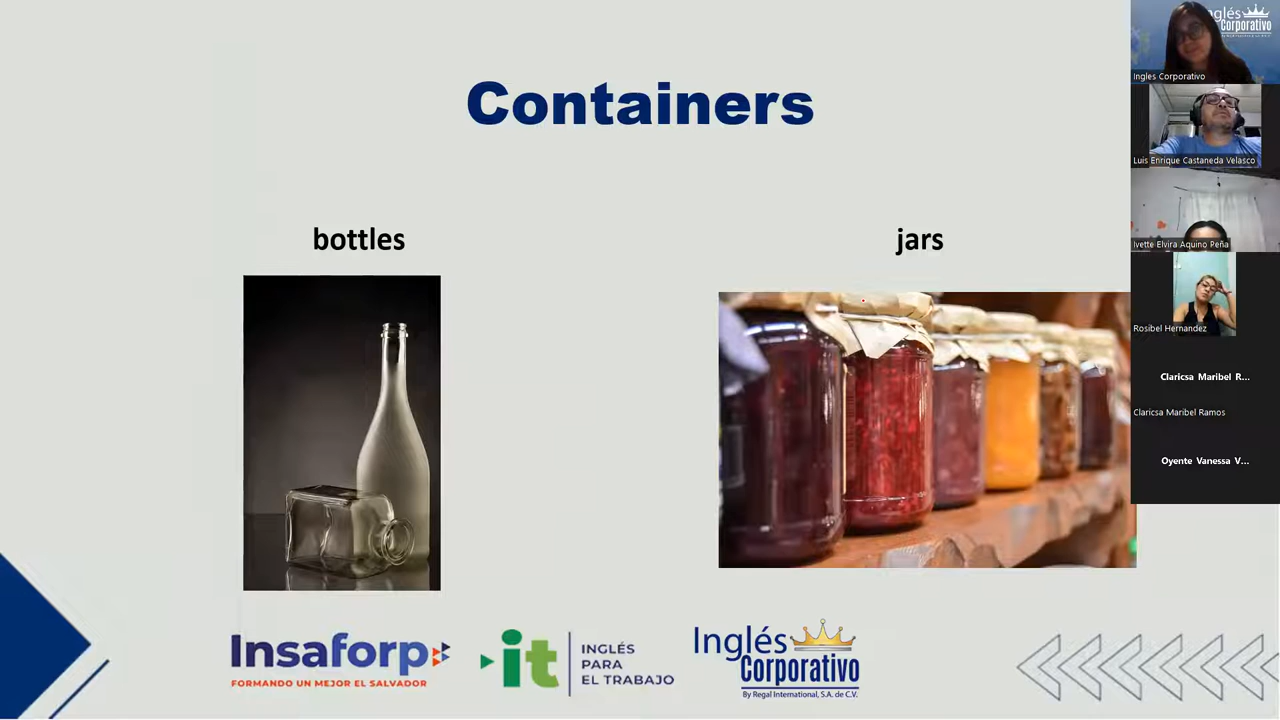 Containers
bottles
jars
Insaforp
FORMANDO UN MEJOR EL SALVADOR
it
INGLÉS
PARA
EL TRABAJO
Inglés
Corporativo
By Regal International, S.A. de C.V.
Corporativo
Ingles Corporativo
Luis Enrique Castaneda Velasco
Ivette Elvira Aquino Peña
Rosibel Hernandez
Claricsa Maribel R...
Claricsa Maribel Ramos
Oyente Vanessa V...